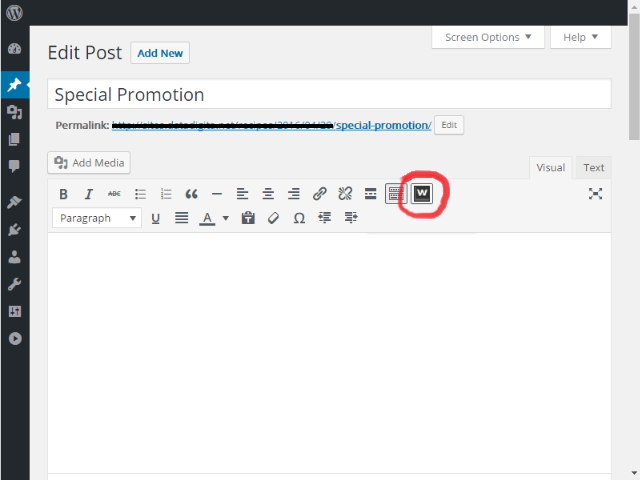 Screen Options Help
Edit Post Add New
Special Promotion
Permalink: /special-promotion/ Edit
Add Media
Visual Text
B I ABC
W
Paragraph U A Ω